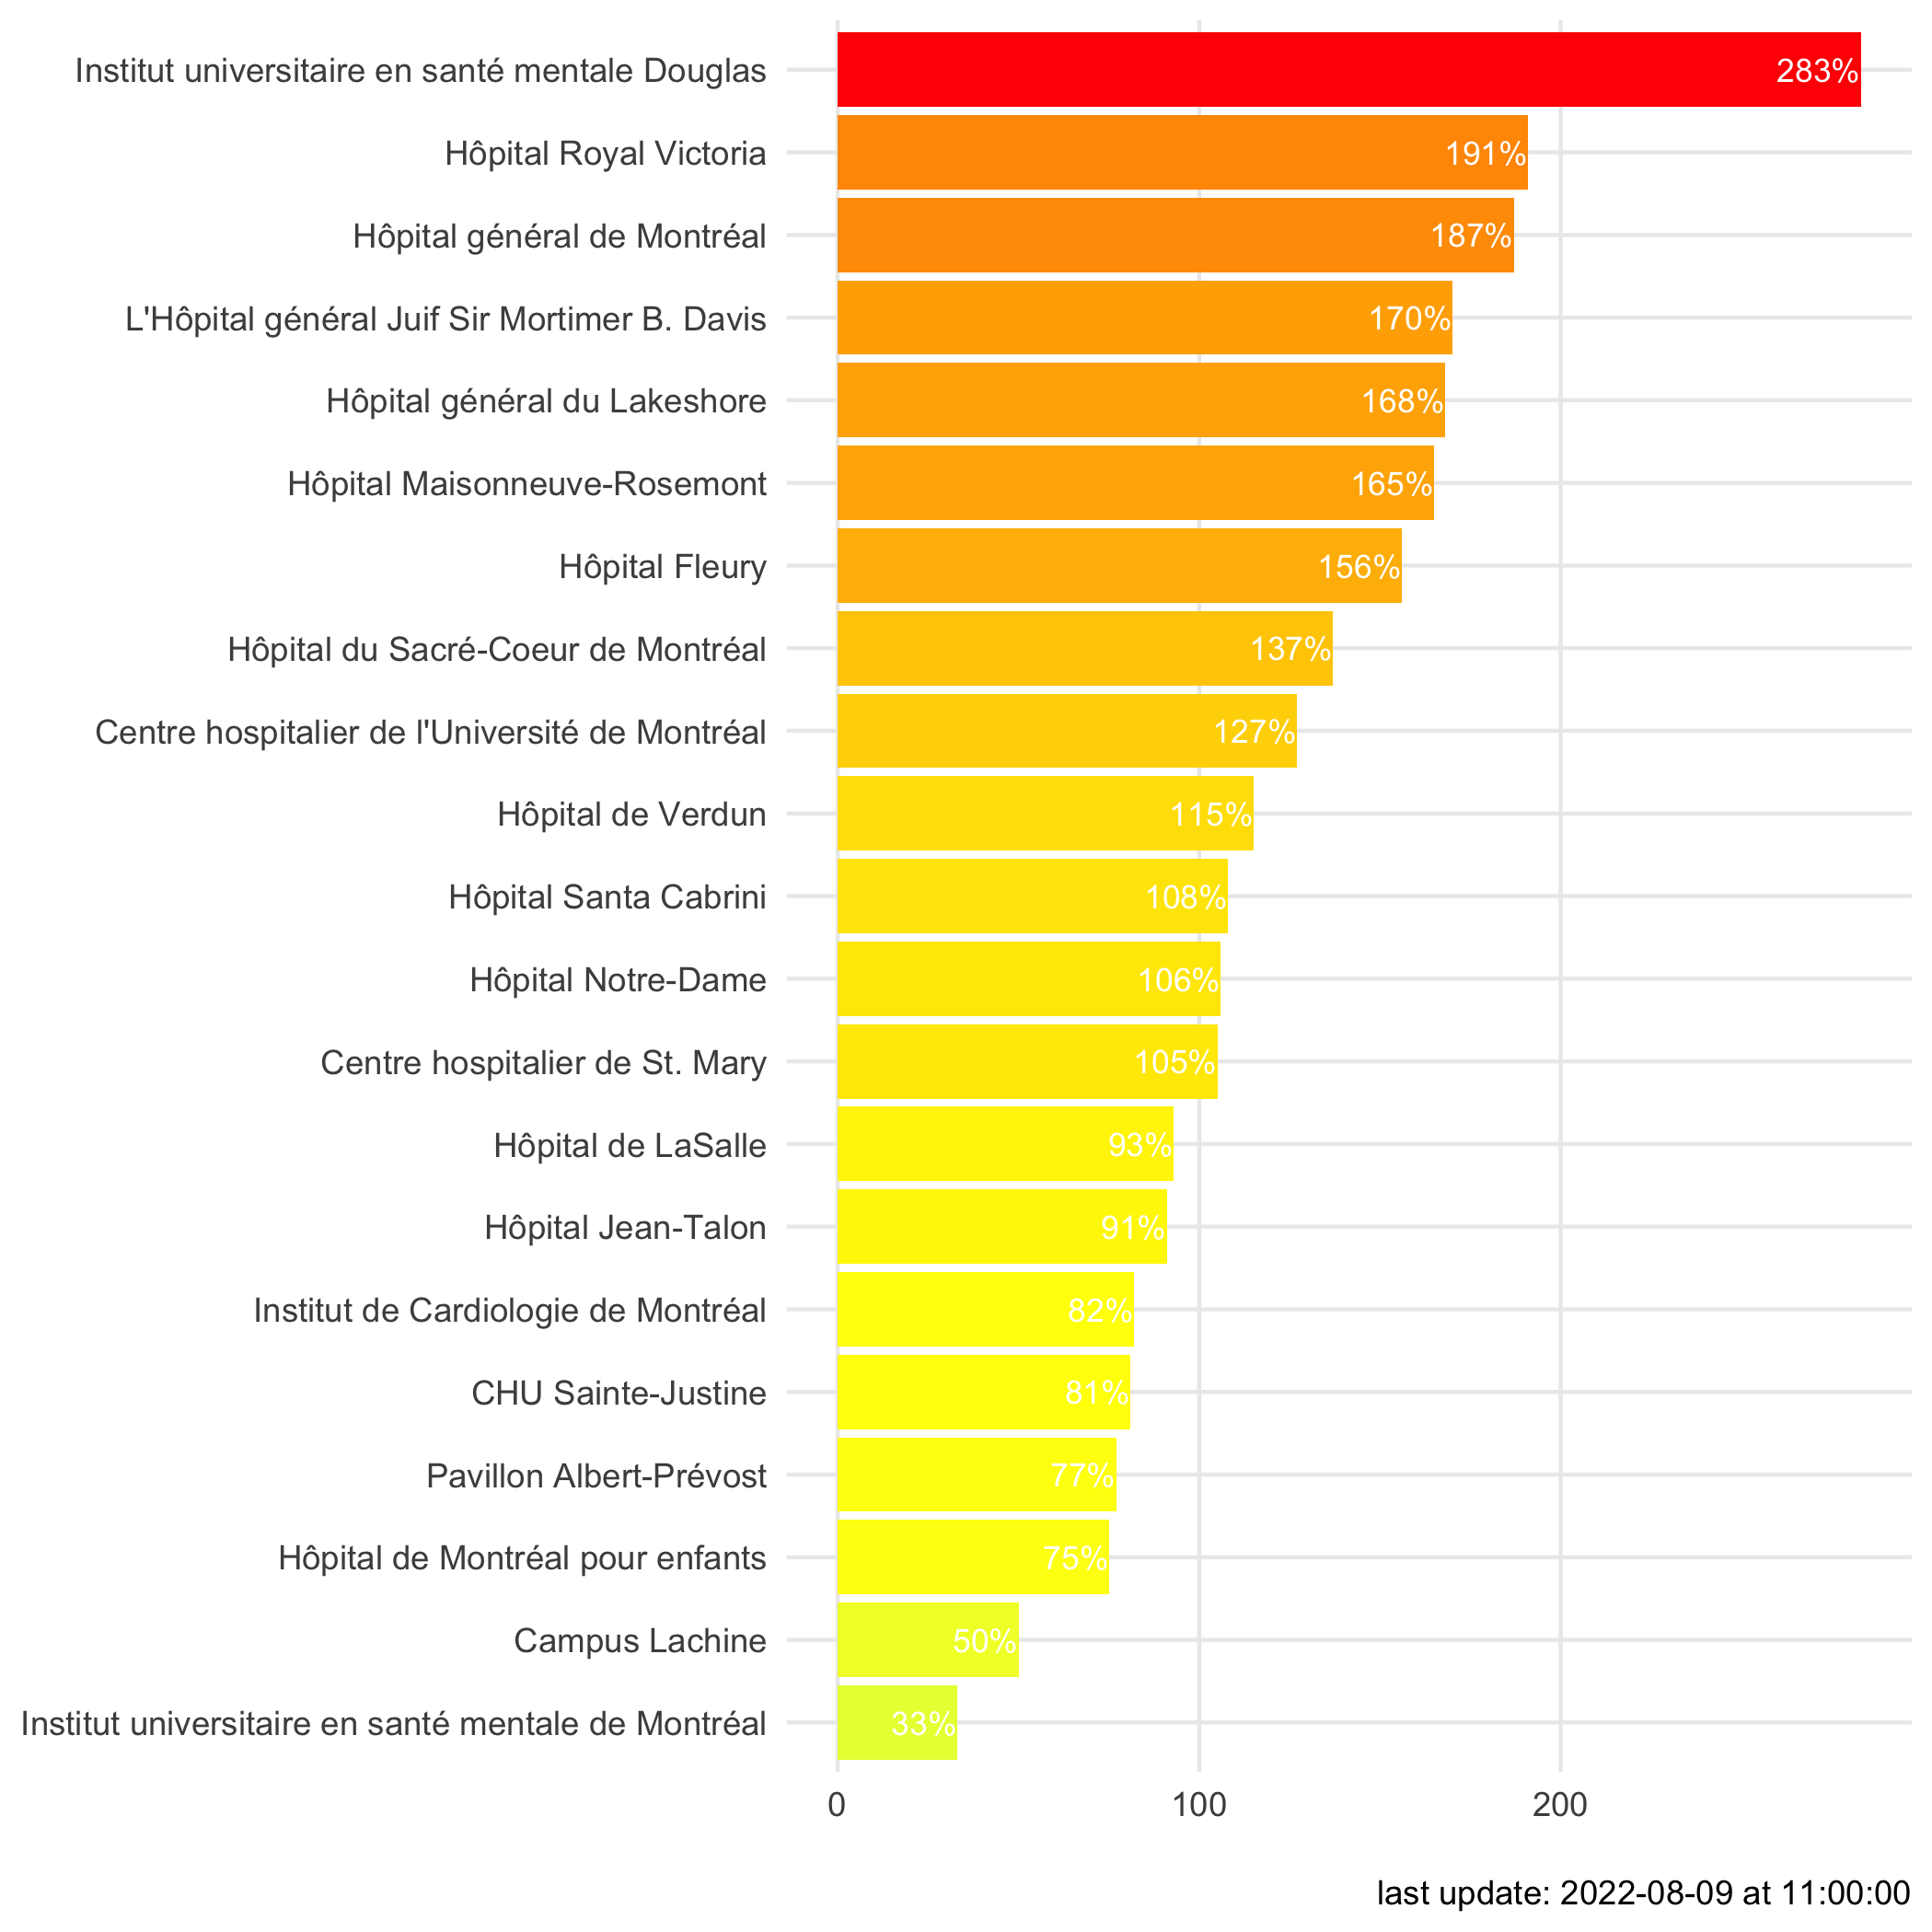 Institut universitaire en santé mentale Douglas 283%
Hôpital Royal Victoria 191%
Hôpital général de Montréal 187%
L'Hôpital général Juif Sir Mortimer B. Davis 170%
Hôpital général du Lakeshore 168%
Hôpital Maisonneuve-Rosemont 165%
Hôpital Fleury 156%
Hôpital du Sacré-Coeur de Montréal 137%
Centre hospitalier de l'Université de Montréal 127%
Hôpital de Verdun 115%
Hôpital Santa Cabrini 108%
Hôpital Notre-Dame 106%
Centre hospitalier de St. Mary 105%
Hôpital de LaSalle 93%
Hôpital Jean-Talon 91%
Institut de Cardiologie de Montréal 82%
CHU Sainte-Justine 81%
Pavillon Albert-Prévost 77%
Hôpital de Montréal pour enfants 75%
Campus Lachine 50%
Institut universitaire en santé mentale de Montréal 33%
0 100 200
last update: 2022-08-09 at 11:00:00